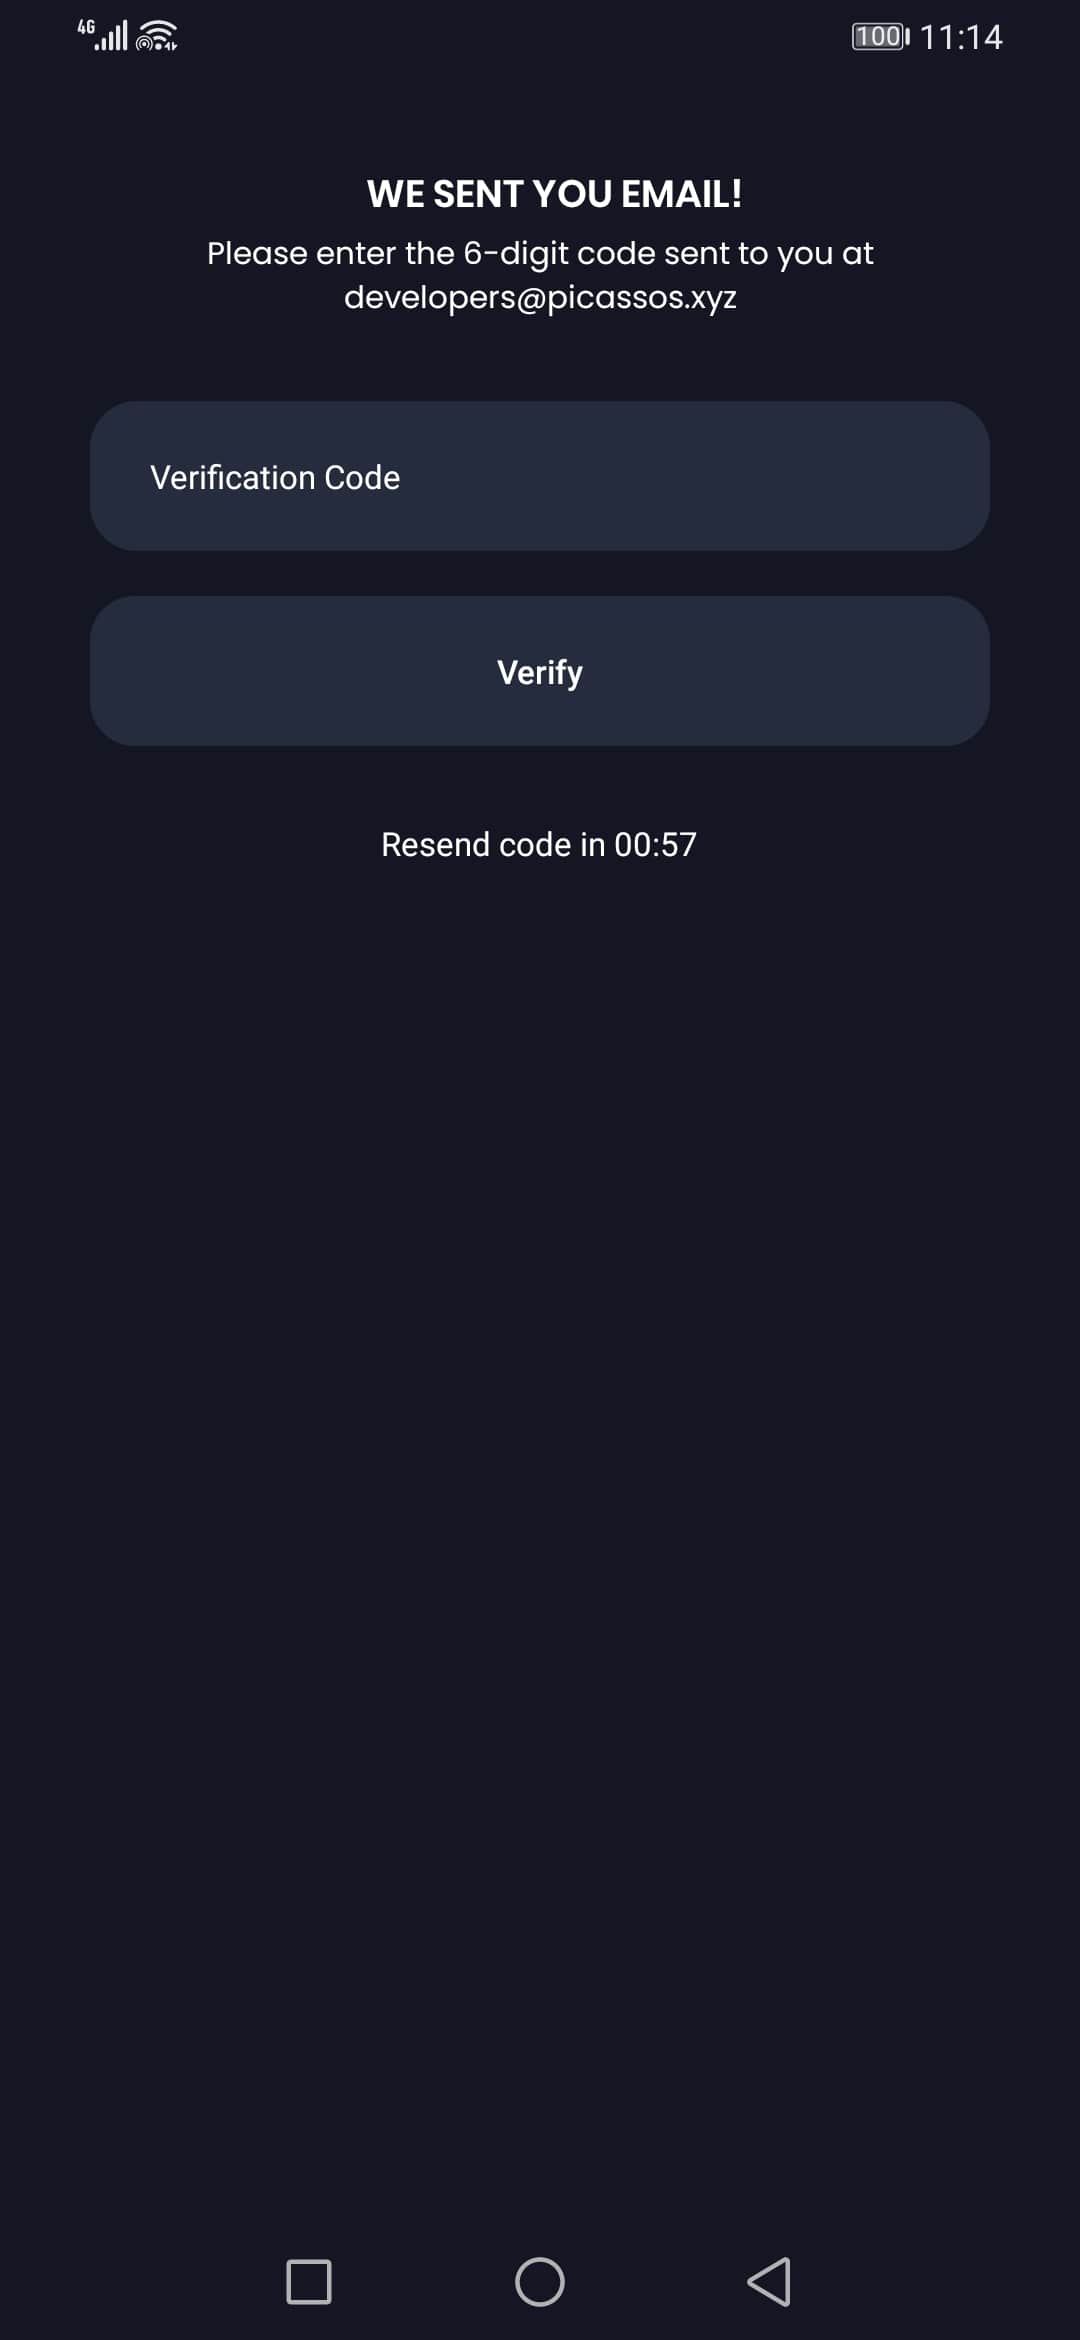 4G
100 11:14
WE SENT YOU EMAIL!
Please enter the 6-digit code sent to you at
developers@picassos.xyz
Verification Code
Verify
Resend code in 00:57